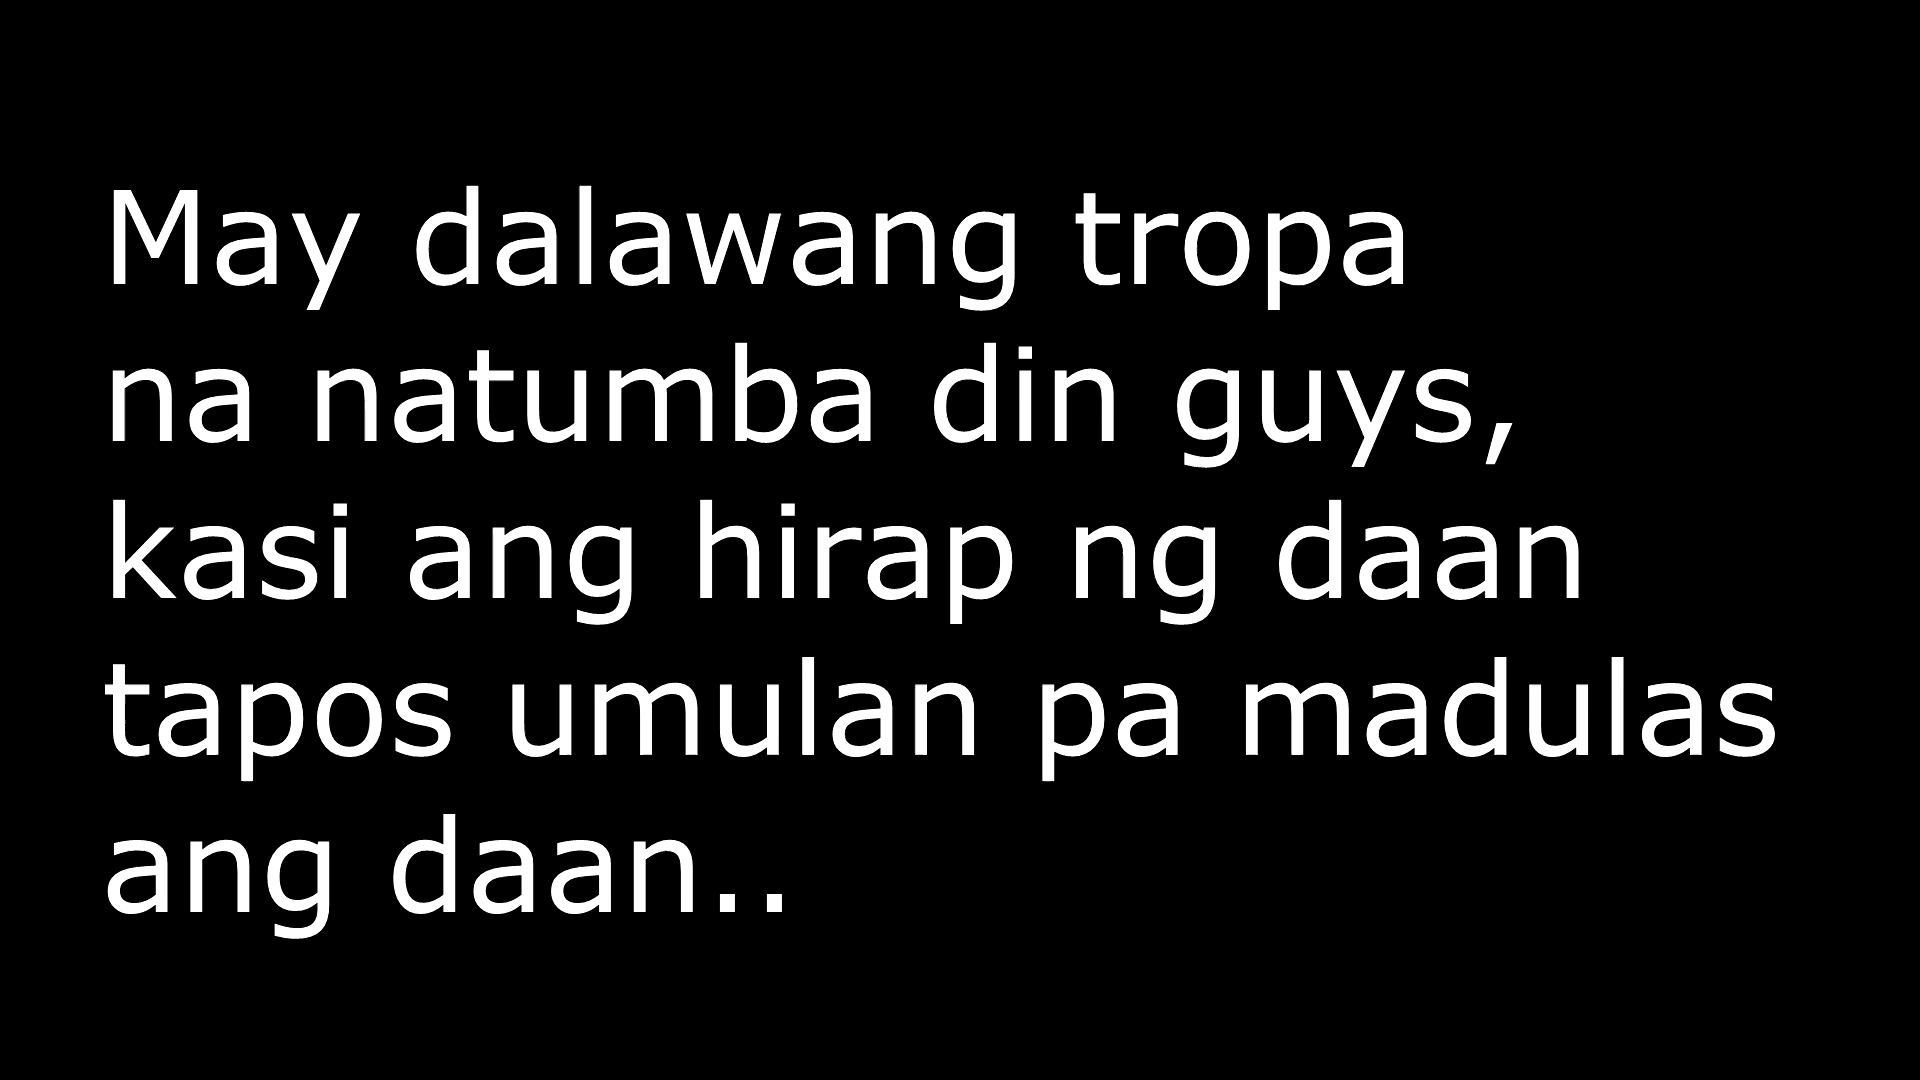 May dalawang tropa
na natumba din guys,
kasi ang hirap ng daan
tapos umulan pa madulas
ang daan..